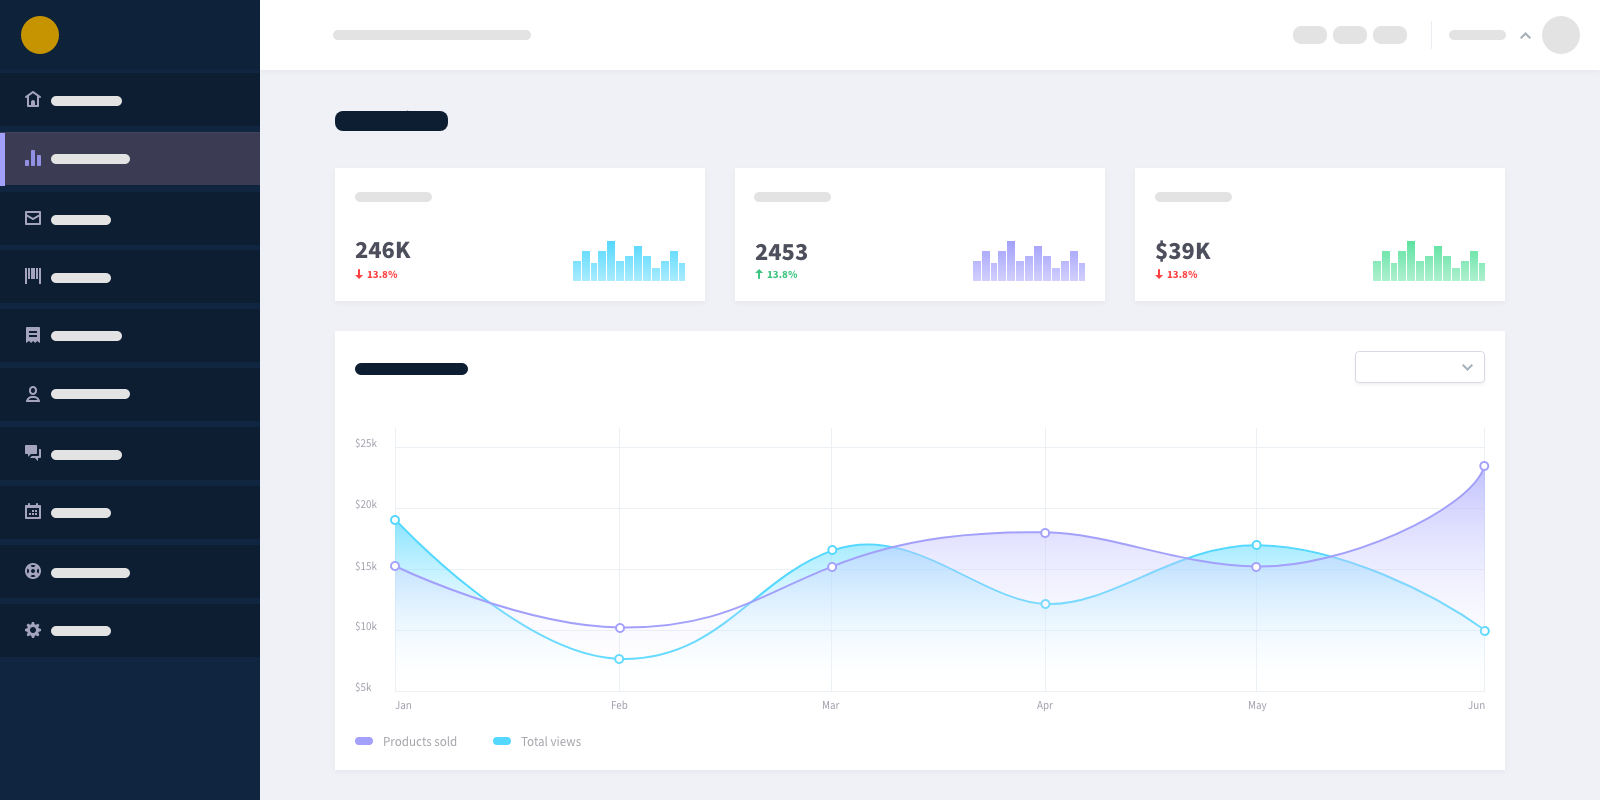 246K
13.8%
2453
13.8%
$39K
13.8%
$25k
$20k
$15k
$10k
$5k
Jan Feb Mar Apr May Jun
Products sold Total views